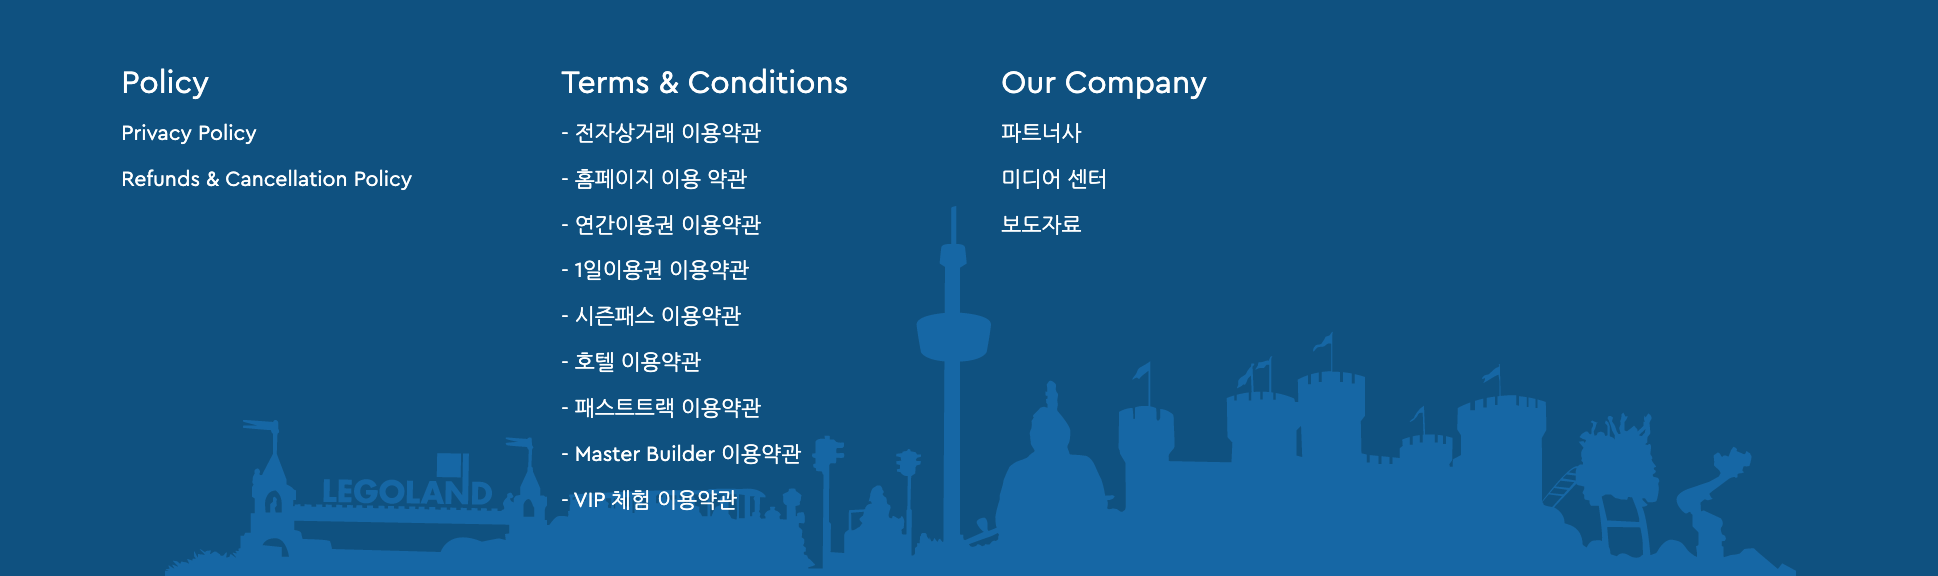 Policy
Privacy Policy
Refunds & Cancellation Policy
Terms & Conditions
- 전자상거래 이용약관
- 홈페이지 이용 약관
- 연간이용권 이용약관
- 1일이용권 이용약관
- 시즌패스 이용약관
- 호텔 이용약관
- 패스트트랙 이용약관
- Master Builder 이용약관
- VIP 체험 이용약관
Our Company
파트너사
미디어 센터
보도자료
LEGOLAND